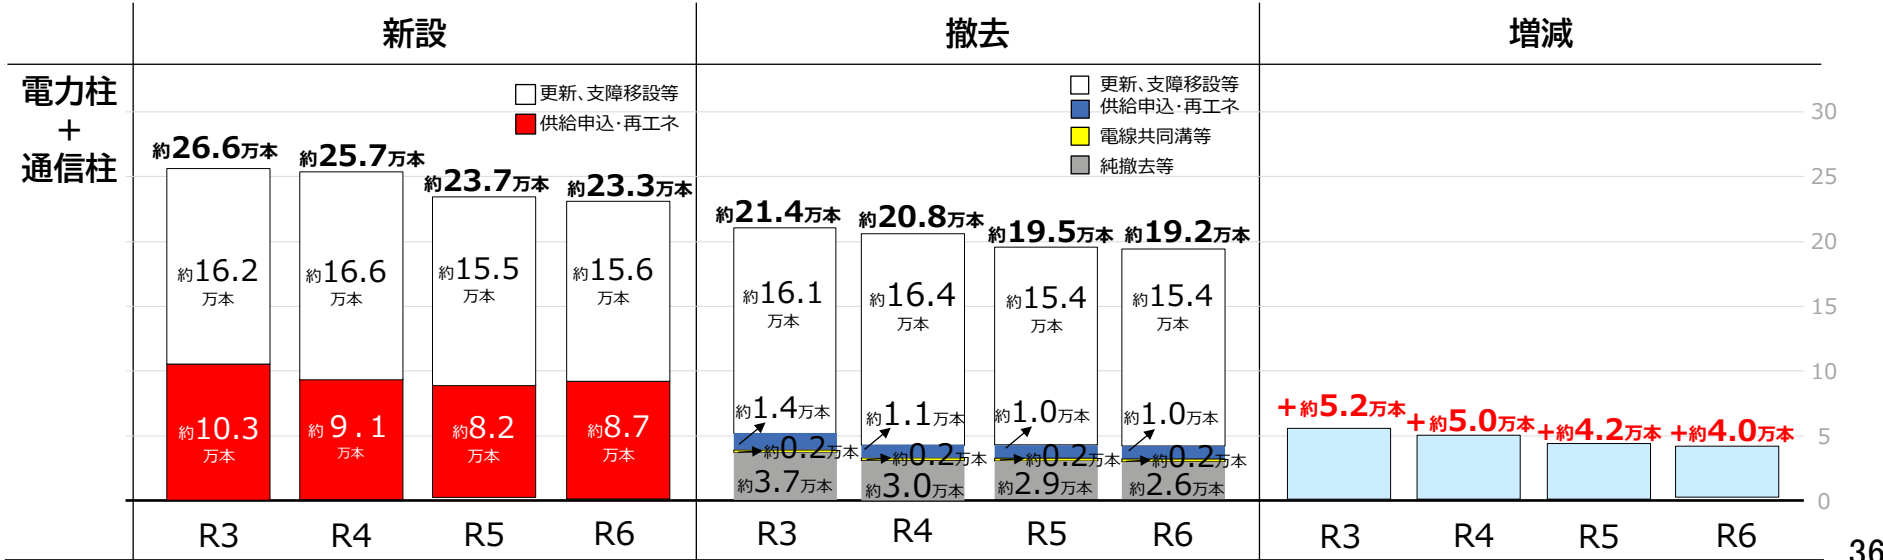 新設
撤去
増減
電力柱
+
通信柱
更新、支障移設等
供給申込・再エネ
約26.6万本
約25.7万本
約23.7万本
約23.3万本
約16.2
万本
約16.6
万本
約15.5
万本
約15.6
万本
約10.3
万本
約9.1
万本
約8.2
万本
約8.7
万本
R3
R4
R5
R6
更新、支障移設等
供給申込・再エネ
電線共同溝等
純撤去等
約21.4万本
約20.8万本
約19.5万本
約19.2万本
約16.1
万本
約16.4
万本
約15.4
万本
約15.4
万本
約1.4万本
約1.1万本
約1.0万本
約1.0万本
約0.2万本
約0.2万本
約0.2万本
約0.2万本
約3.7万本
約3.0万本
約2.9万本
約2.6万本
R3
R4
R5
R6
+約5.2万本
+約5.0万本
+約4.2万本
+約4.0万本
R3
R4
R5
R6
30
25
20
15
10
5
0
36